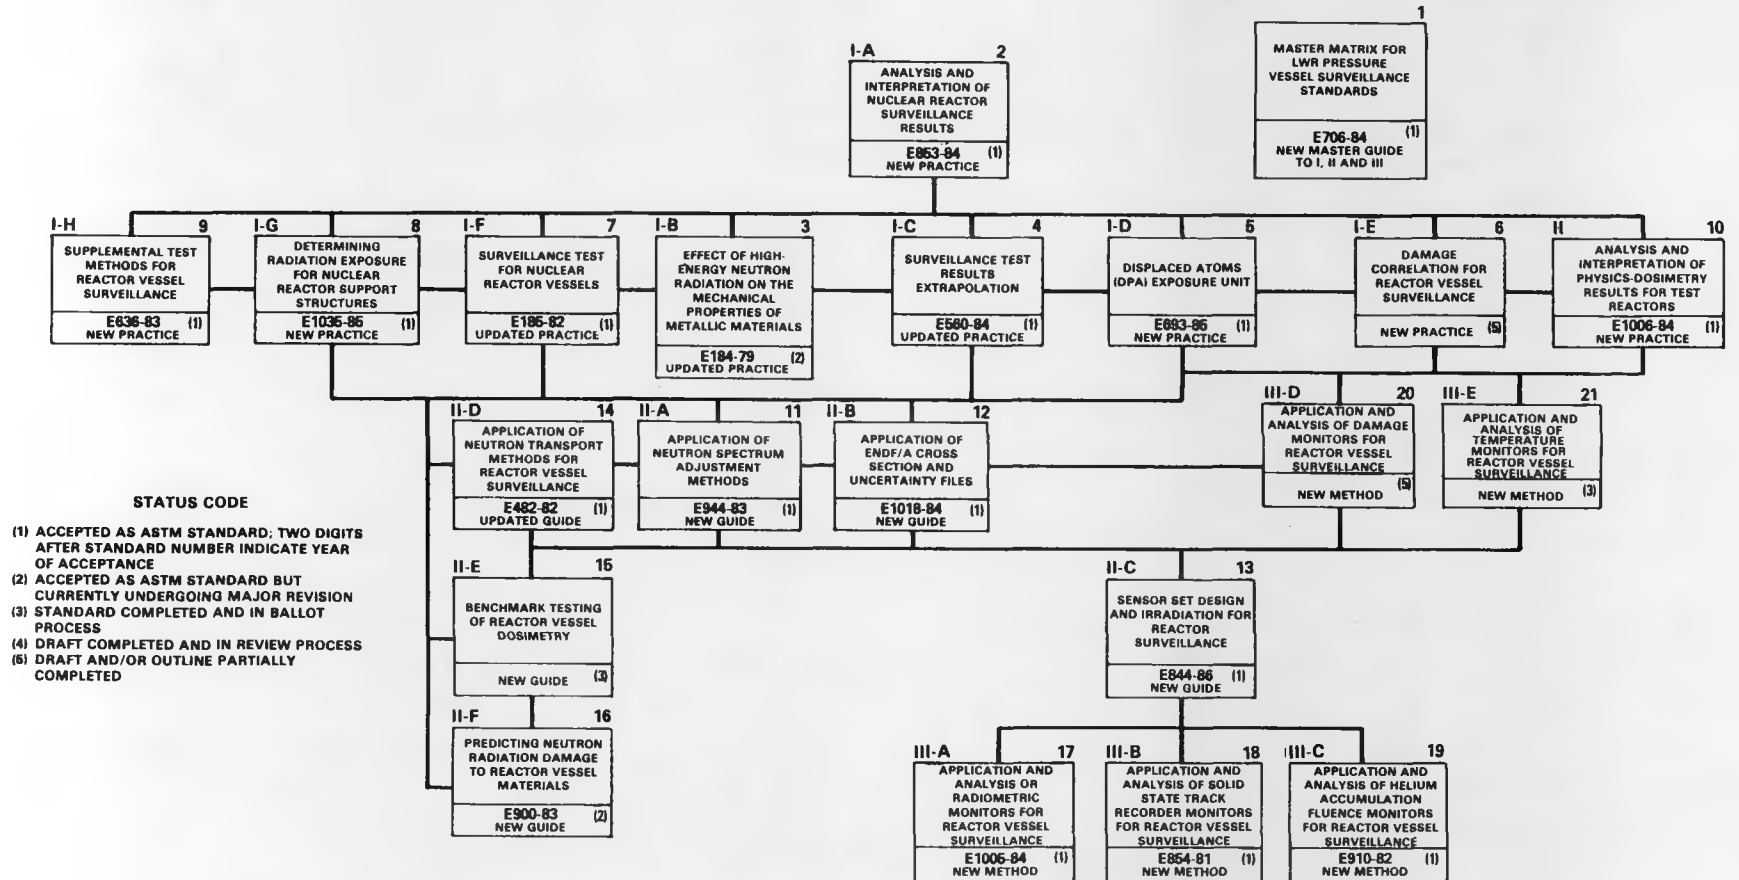 1
MASTER MATRIX FOR
LWR PRESSURE
VESSEL SURVEILLANCE
STANDARDS
E706-84 (1)
NEW MASTER GUIDE
TO I, II AND III
I-A 2
ANALYSIS AND
INTERPRETATION OF
NUCLEAR REACTOR
SURVEILLANCE
RESULTS
E853-84 (1)
NEW PRACTICE
I-H 9
SUPPLEMENTAL TEST
METHODS FOR
REACTOR VESSEL
SURVEILLANCE
E636-83 (1)
NEW PRACTICE
I-G 8
DETERMINING
RADIATION EXPOSURE
FOR NUCLEAR
REACTOR SUPPORT
STRUCTURES
E1035-85 (1)
NEW PRACTICE
I-F 7
SURVEILLANCE TEST
FOR NUCLEAR
REACTOR VESSELS
E185-82 (1)
UPDATED PRACTICE
I-B 3
EFFECT OF HIGH-
ENERGY NEUTRON
RADIATION ON THE
MECHANICAL
PROPERTIES OF
METALLIC MATERIALS
E184-79 (2)
UPDATED PRACTICE
I-C 4
SURVEILLANCE TEST
RESULTS
EXTRAPOLATION
E560-84 (1)
UPDATED PRACTICE
I-D 5
DISPLACED ATOMS
(DPA) EXPOSURE UNIT
E693-85 (1)
NEW PRACTICE
I-E 6
DAMAGE
CORRELATION FOR
REACTOR VESSEL
SURVEILLANCE
NEW PRACTICE (5)
II 10
ANALYSIS AND
INTERPRETATION OF
PHYSICS-DOSIMETRY
RESULTS FOR TEST
REACTORS
E1006-84 (1)
NEW PRACTICE
II-D 14
APPLICATION OF
NEUTRON TRANSPORT
METHODS FOR
REACTOR VESSEL
SURVEILLANCE
E482-82 (1)
UPDATED GUIDE
II-A 11
APPLICATION OF
NEUTRON SPECTRUM
ADJUSTMENT
METHODS
E944-83 (1)
NEW GUIDE
II-B 12
APPLICATION OF
ENDF/A CROSS
SECTION AND
UNCERTAINTY FILES
E1018-84 (1)
NEW GUIDE
III-D 20
APPLICATION AND
ANALYSIS OF DAMAGE
MONITORS FOR
REACTOR VESSEL
SURVEILLANCE
(5)
NEW METHOD
III-E 21
APPLICATION AND
ANALYSIS OF
TEMPERATURE
MONITORS FOR
REACTOR VESSEL
SURVEILLANCE
NEW METHOD (3)
STATUS CODE
(1) ACCEPTED AS ASTM STANDARD; TWO DIGITS
AFTER STANDARD NUMBER INDICATE YEAR
OF ACCEPTANCE
(2) ACCEPTED AS ASTM STANDARD BUT
CURRENTLY UNDERGOING MAJOR REVISION
(3) STANDARD COMPLETED AND IN BALLOT
PROCESS
(4) DRAFT COMPLETED AND IN REVIEW PROCESS
(5) DRAFT AND/OR OUTLINE PARTIALLY
COMPLETED
II-E 15
BENCHMARK TESTING
OF REACTOR VESSEL
DOSIMETRY
NEW GUIDE (3)
II-C 13
SENSOR SET DESIGN
AND IRRADIATION FOR
REACTOR
SURVEILLANCE
E844-86 (1)
NEW GUIDE
II-F 16
PREDICTING NEUTRON
RADIATION DAMAGE
TO REACTOR VESSEL
MATERIALS
E900-83 (2)
NEW GUIDE
III-A 17
APPLICATION AND
ANALYSIS OR
RADIOMETRIC
MONITORS FOR
REACTOR VESSEL
SURVEILLANCE
E1005-84 (1)
NEW METHOD
III-B 18
APPLICATION AND
ANALYSIS OF SOLID
STATE TRACK
RECORDER MONITORS
FOR REACTOR VESSEL
SURVEILLANCE
E854-81 (1)
NEW METHOD
III-C 19
APPLICATION AND
ANALYSIS OF HELIUM
ACCUMULATION
FLUENCE MONITORS
FOR REACTOR VESSEL
SURVEILLANCE
E910-82 (1)
NEW METHOD